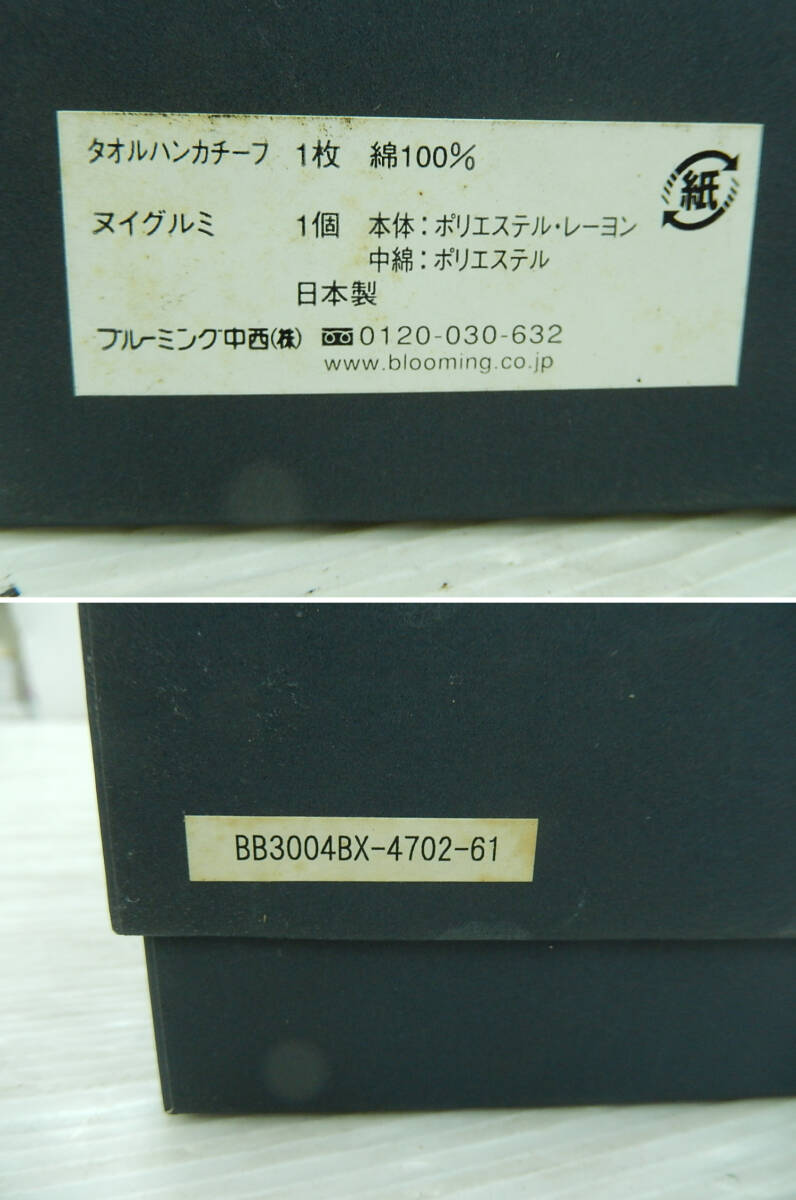 タオルハンカチーフ 1枚 綿100%
紙
ヌイグルミ 1個 本体：ポリエステル・レーヨン
中綿：ポリエステル
日本製
ブルーミング中西(株) 0120-030-632
www.blooming.co.jp
BB3004BX-4702-61